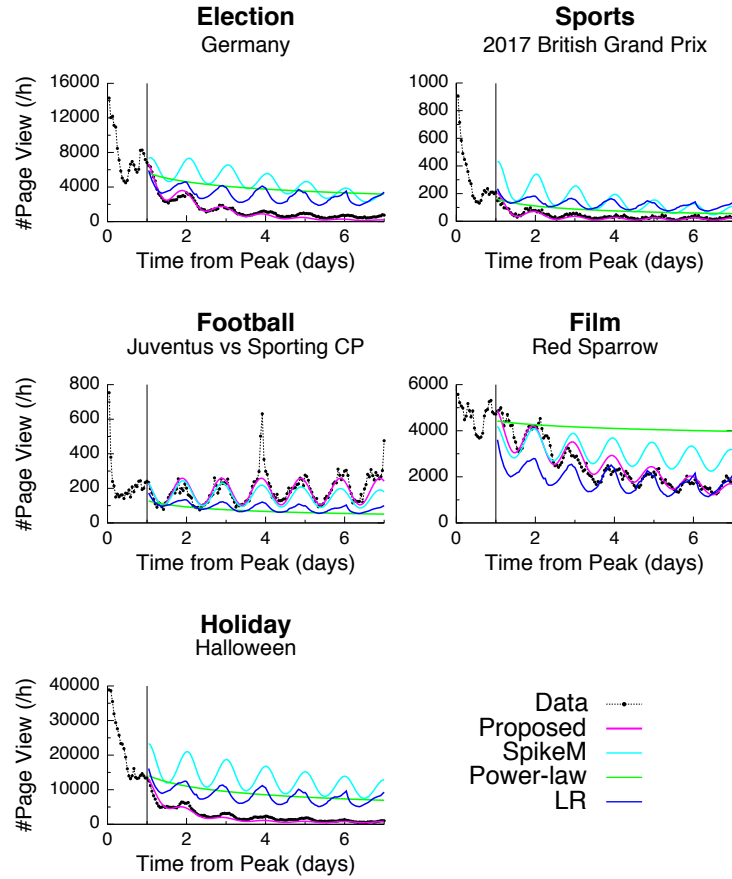 Election
Germany
#Page View (/h)
16000
12000
8000
4000
0
0 2 4 6
Time from Peak (days)
Sports
2017 British Grand Prix
#Page View (/h)
1000
800
600
400
200
0
0 2 4 6
Time from Peak (days)
Football
Juventus vs Sporting CP
#Page View (/h)
800
600
400
200
0
0 2 4 6
Time from Peak (days)
Film
Red Sparrow
#Page View (/h)
6000
4000
2000
0
0 2 4 6
Time from Peak (days)
Holiday
Halloween
#Page View (/h)
40000
30000
20000
10000
0
0 2 4 6
Time from Peak (days)
Data
Proposed
SpikeM
Power-law
LR